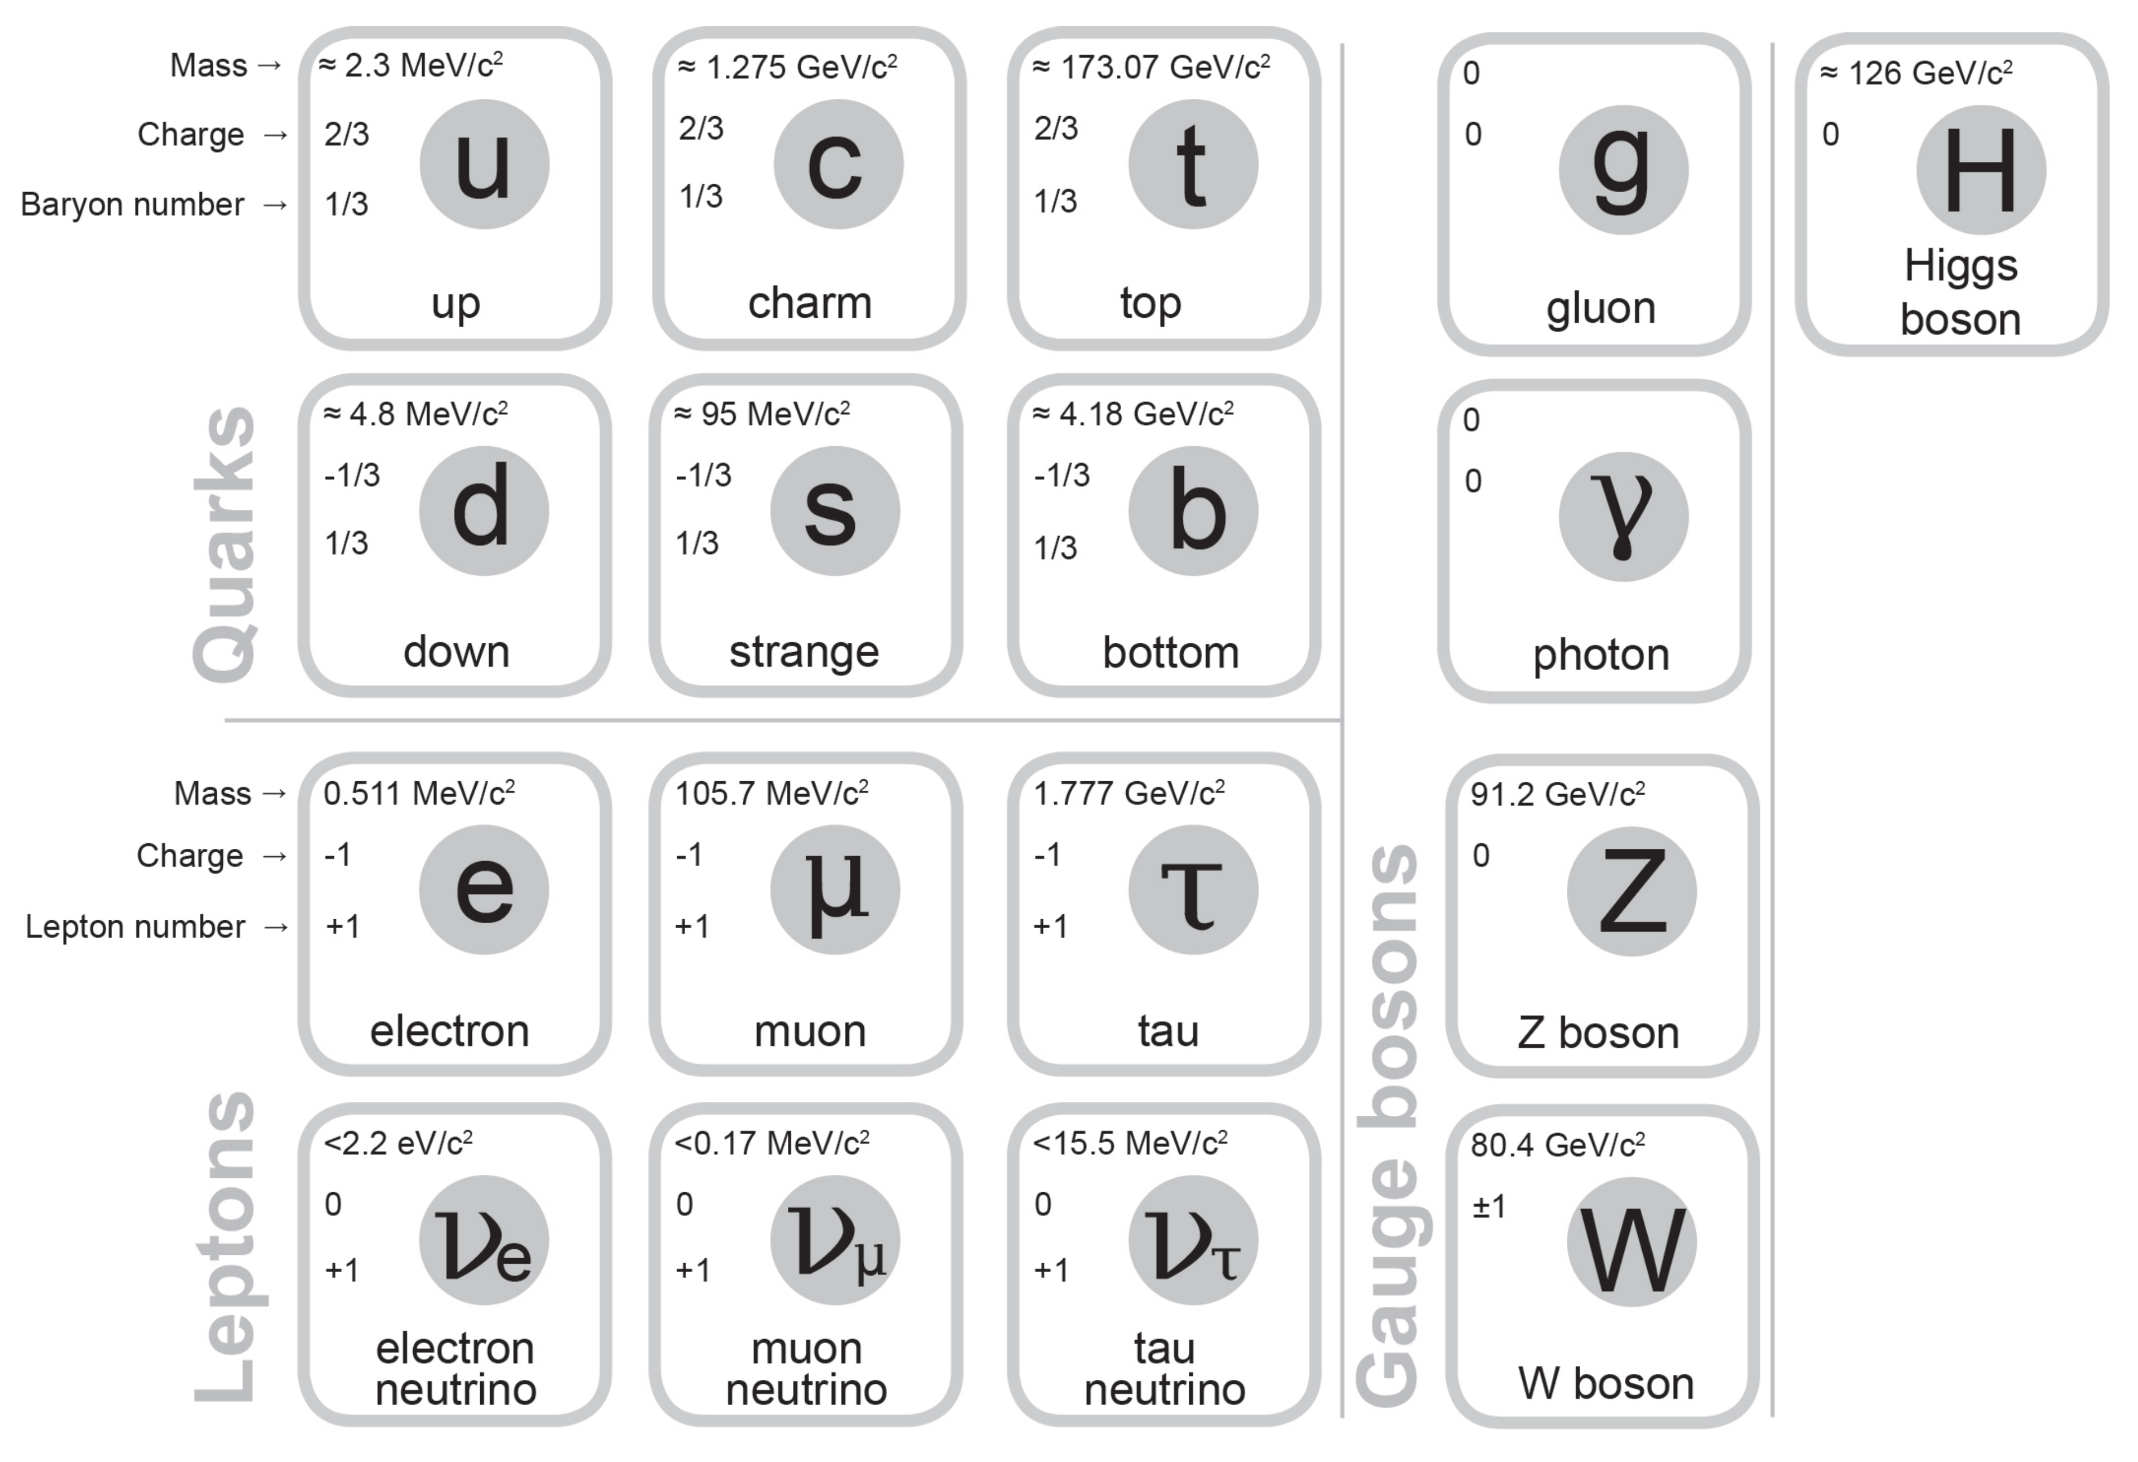 Mass →
Charge →
Baryon number →
≈ 2.3 MeV/c²
2/3
1/3
u
up
≈ 1.275 GeV/c²
2/3
1/3
c
charm
≈ 173.07 GeV/c²
2/3
1/3
t
top
0
0
g
gluon
≈ 126 GeV/c²
0
H
Higgs
boson
Quarks
≈ 4.8 MeV/c²
-1/3
1/3
d
down
≈ 95 MeV/c²
-1/3
1/3
s
strange
≈ 4.18 GeV/c²
-1/3
1/3
b
bottom
0
0
γ
photon
Mass →
Charge →
Lepton number →
0.511 MeV/c²
-1
+1
e
electron
105.7 MeV/c²
-1
+1
μ
muon
1.777 GeV/c²
-1
+1
τ
tau
Gauge bosons
91.2 GeV/c²
0
Z
Z boson
Leptons
<2.2 eV/c²
0
+1
νe
electron
neutrino
<0.17 MeV/c²
0
+1
νμ
muon
neutrino
<15.5 MeV/c²
0
+1
ντ
tau
neutrino
80.4 GeV/c²
±1
W
W boson